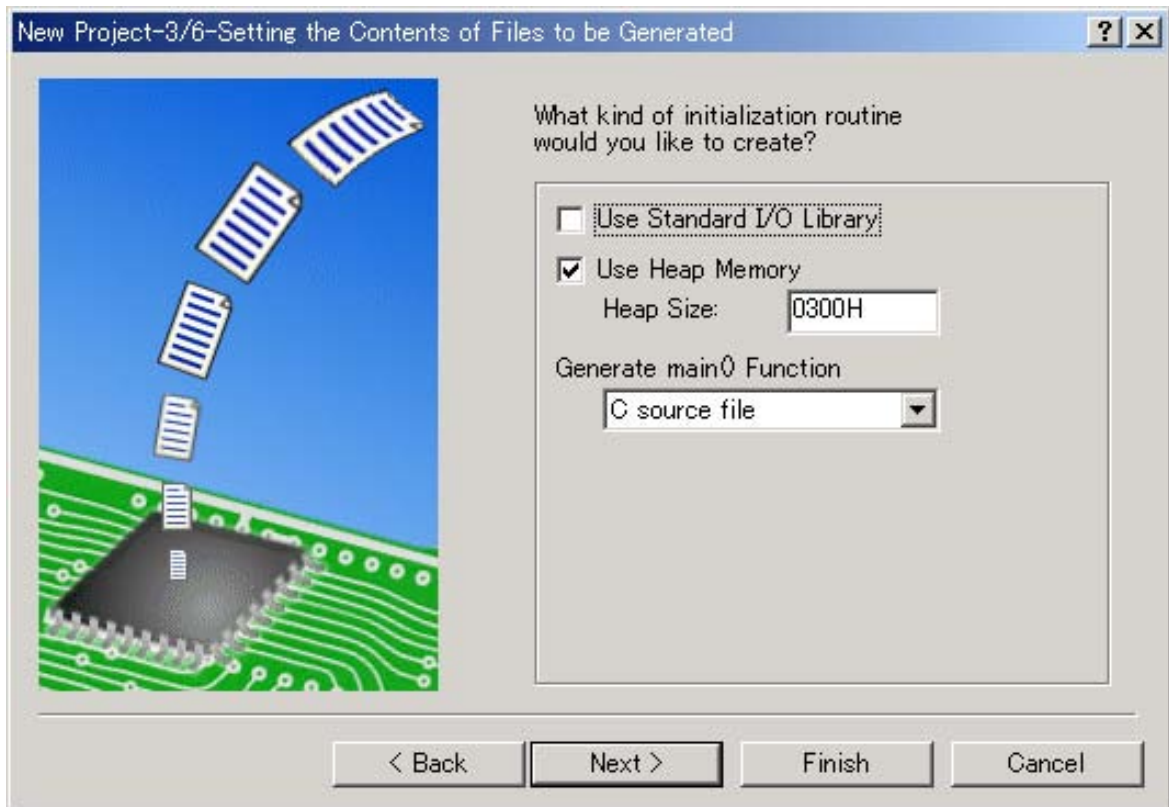 New Project-3/6-Setting the Contents of Files to be Generated
What kind of initialization routine
would you like to create?
Use Standard I/O Library
Use Heap Memory
Heap Size: 0300H
Generate main() Function
C source file
< Back Next > Finish Cancel